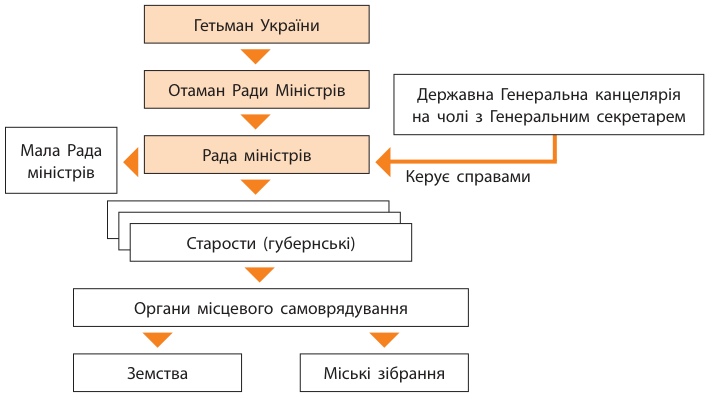 Гетьман України
Отаман Ради Міністрів
Державна Генеральна канцелярія
на чолі з Генеральним секретарем
Мала Рада
міністрів
Рада міністрів
Керує справами
Старости (губернські)
Органи місцевого самоврядування
Земства
Міські зібрання